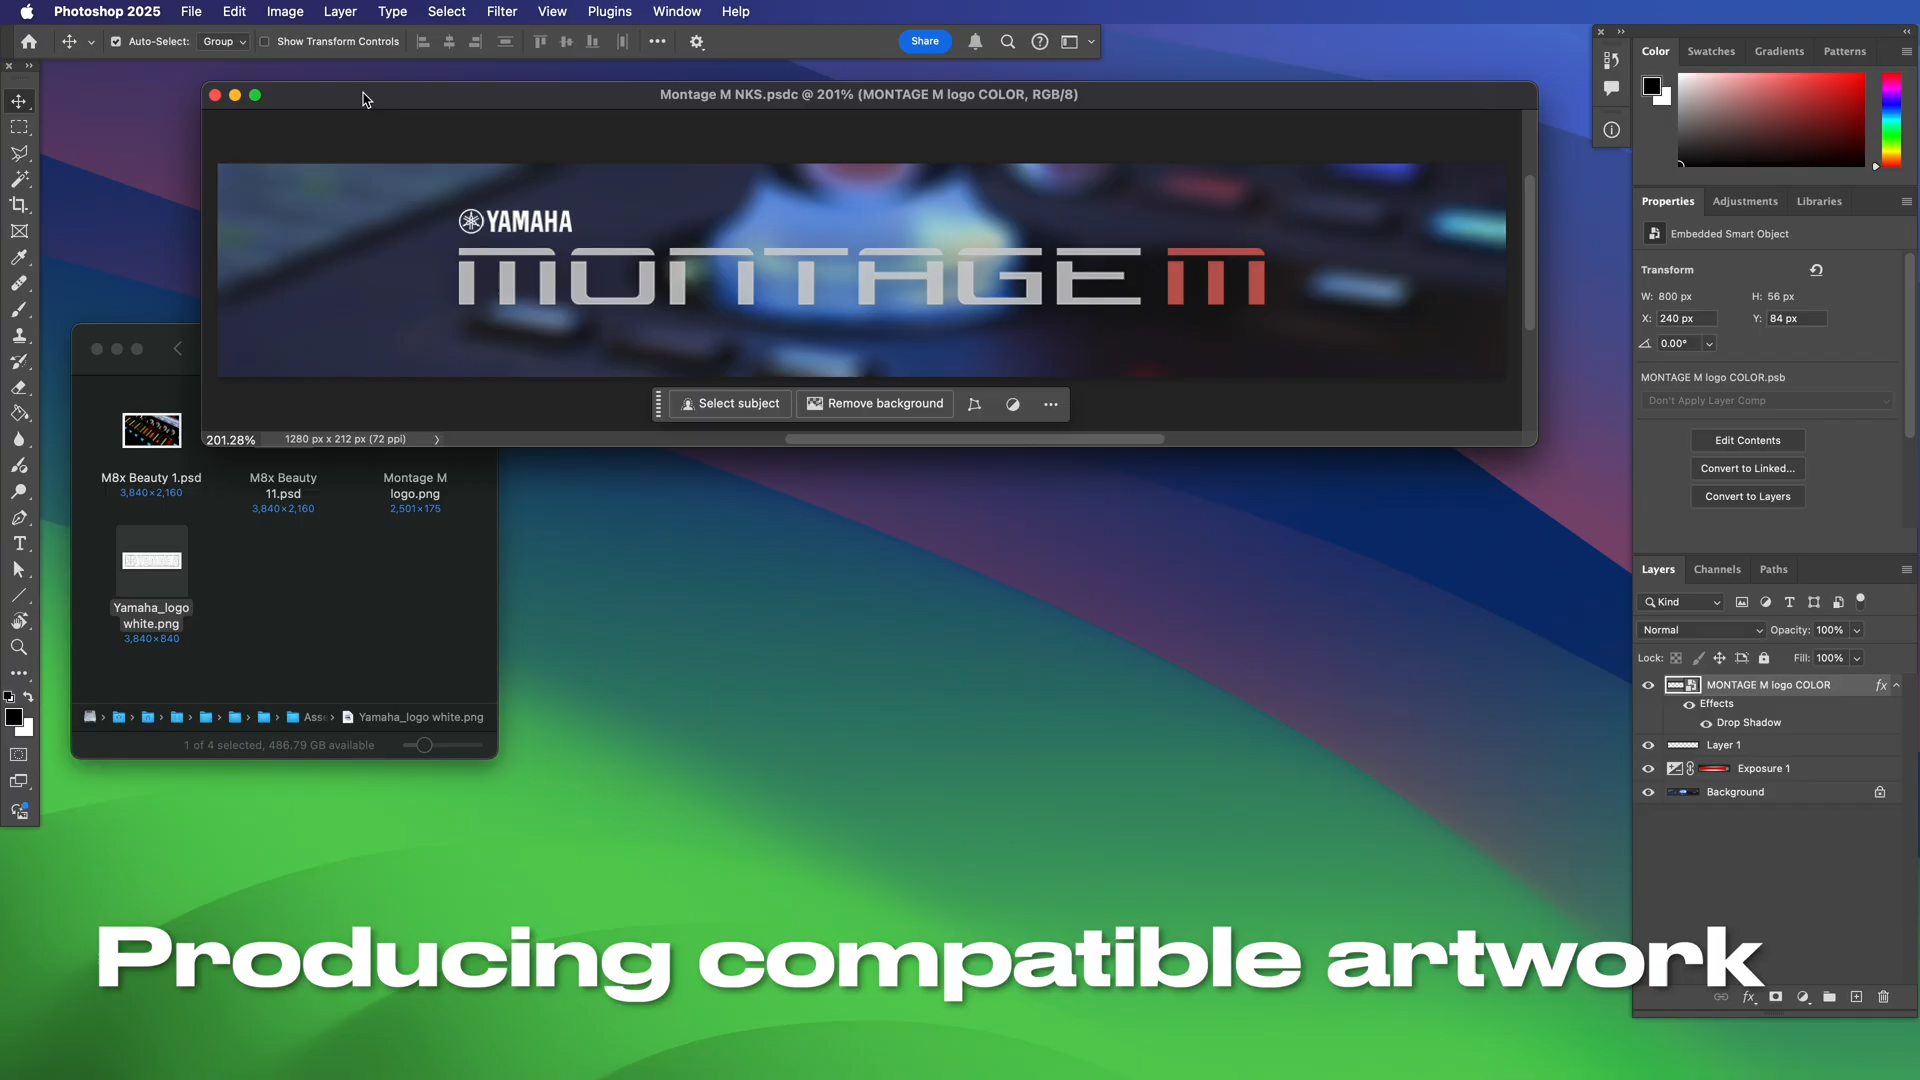 Photoshop 2025 File Edit Image Layer Type Select Filter View Plugins Window Help
Auto-Select: Group Show Transform Controls Share
Montage M NKS.psdc @ 201% (MONTAGE M logo COLOR, RGB/8)
YAMAHA
MONTAGE M
Select subject Remove background
201.28% 1280 px x 212 px (72 ppi)
M8x Beauty 1.psd
3,840×2,160
M8x Beauty
11.psd
3,840×2,160
Montage M
logo.png
2,501×175
Yamaha_logo
white.png
3,840×840
Asse Yamaha_logo white.png
1 of 4 selected, 486.79 GB available
Color Swatches Gradients Patterns
Properties Adjustments Libraries
Embedded Smart Object
Transform
W: 800 px H: 56 px
X: 240 px Y: 84 px
0.00°
MONTAGE M logo COLOR.psb
Don't Apply Layer Comp
Edit Contents
Convert to Linked...
Convert to Layers
Layers Channels Paths
Kind
Normal Opacity: 100%
Lock: Fill: 100%
MONTAGE M logo COLOR fx
Effects
Drop Shadow
Layer 1
Exposure 1
Background
Producing compatible artwork
fx